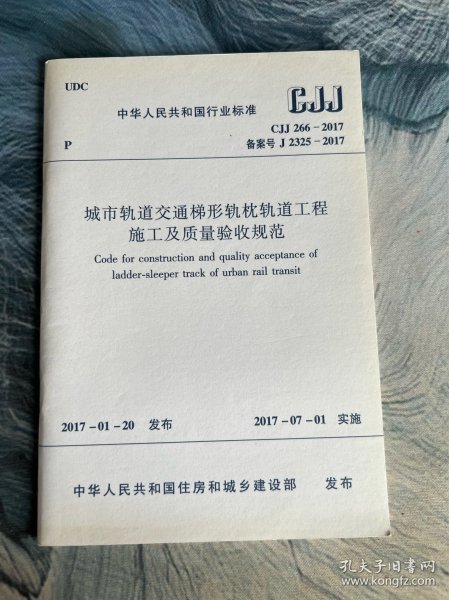 UDC
中华人民共和国行业标准
CJJ
P
CJJ 266-2017
备案号 J 2325-2017
城市轨道交通梯形轨枕轨道工程
施工及质量验收规范
Code for construction and quality acceptance of
ladder-sleeper track of urban rail transit
2017-01-20 发布
2017-07-01 实施
中华人民共和国住房和城乡建设部 发布
孔夫子旧书网
www.kongfz.com